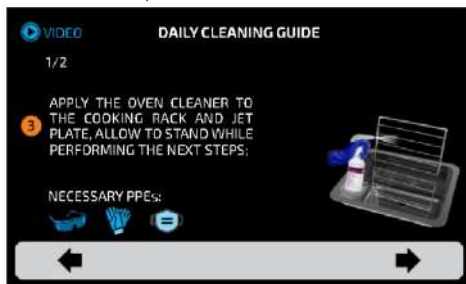 VIDEO
DAILY CLEANING GUIDE
1/2
3
APPLY THE OVEN CLEANER TO
THE COOKING RACK AND JET
PLATE, ALLOW TO STAND WHILE
PERFORMING THE NEXT STEPS;
NECESSARY PPEs: